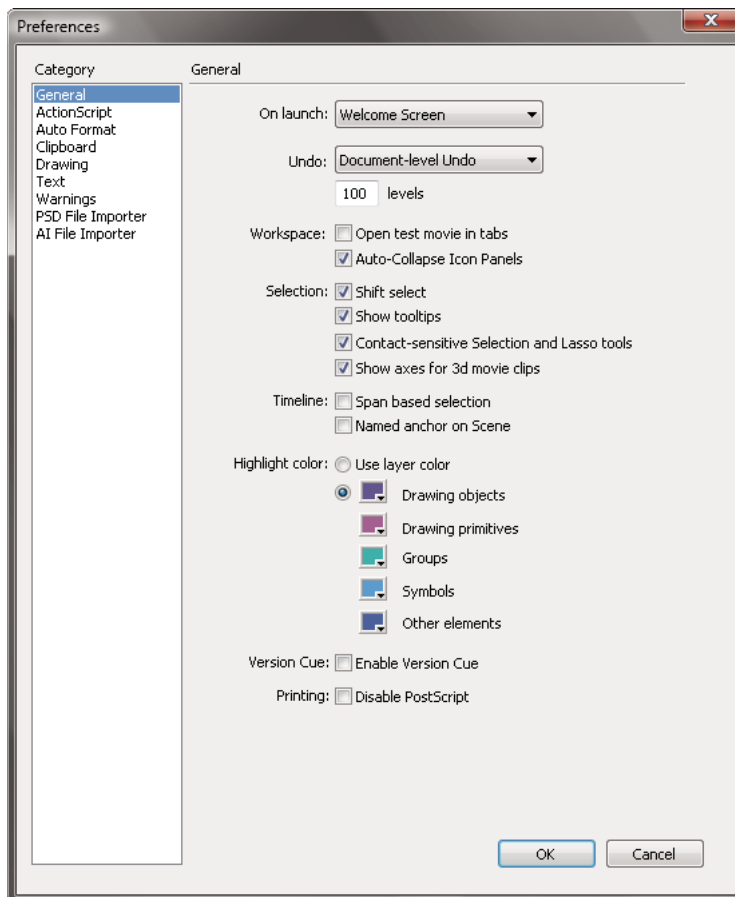 Preferences
Category
General
ActionScript
Auto Format
Clipboard
Drawing
Text
Warnings
PSD File Importer
AI File Importer
General
On launch: Welcome Screen
Undo: Document-level Undo
100 levels
Workspace: Open test movie in tabs
Auto-Collapse Icon Panels
Selection: Shift select
Show tooltips
Contact-sensitive Selection and Lasso tools
Show axes for 3d movie clips
Timeline: Span based selection
Named anchor on Scene
Highlight color: Use layer color
Drawing objects
Drawing primitives
Groups
Symbols
Other elements
Version Cue: Enable Version Cue
Printing: Disable PostScript
OK Cancel